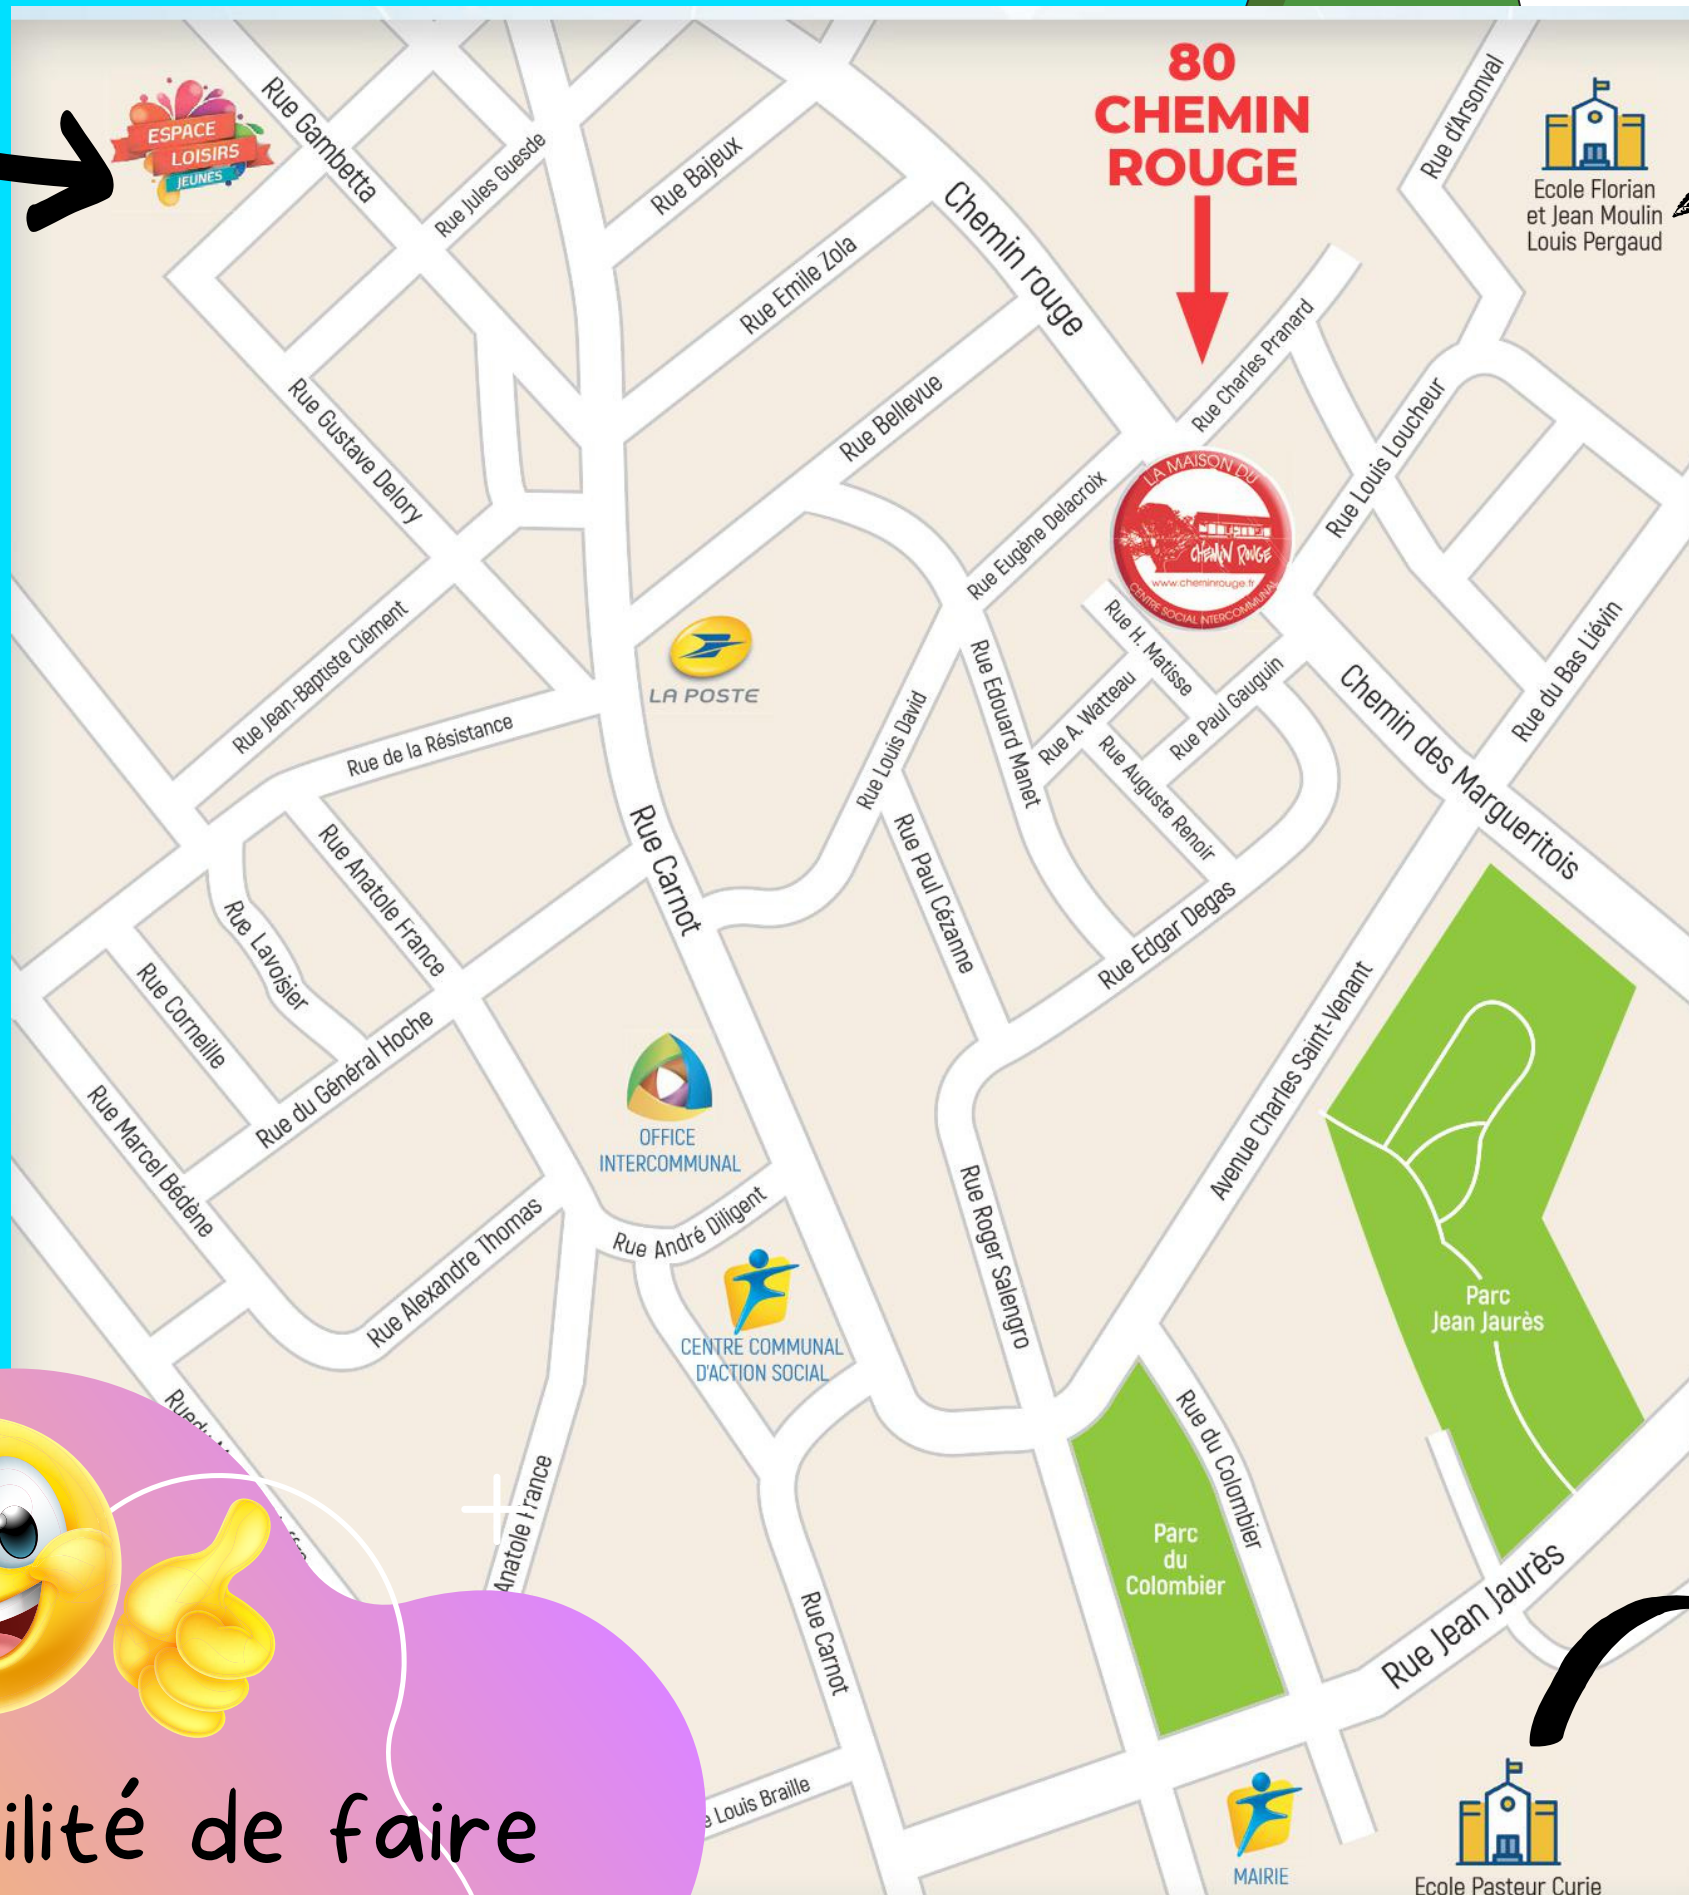 80
CHEMIN
ROUGE
ESPACE
LOISIRS
JEUNES
Rue Gambetta
Rue Jules Guesde
Rue Bajeux
Rue Emile Zola
Chemin rouge
Rue d'Arsonval
Ecole Florian
et Jean Moulin
Louis Pergaud
Rue Charles Pranard
Rue Bellevue
Rue Gustave Delory
Rue Louis Loucheur
Rue Eugène Delacroix
LA MAISON DU
CHEMIN ROUGE
www.cheminrouge.fr
CENTRE SOCIAL INTERCOMMUNAL
Rue Jean-Baptiste Clément
LA POSTE
Rue H. Matisse
Rue Edouard Manet
Rue A. Watteau
Rue Paul Gauguin
Rue du Bas Liévin
Rue de la Résistance
Rue Louis David
Rue Auguste Renoir
Chemin des Margueritois
Rue Anatole France
Rue Carnot
Rue Paul Cézanne
Rue Lavoisier
Rue Edgar Degas
Rue Corneille
Rue du Général Hoche
Avenue Charles Saint-Venant
OFFICE
INTERCOMMUNAL
Rue Marcel Bédène
Rue André Diligent
Rue Roger Salengro
Rue Alexandre Thomas
Parc
Jean Jaurès
CENTRE COMMUNAL
D'ACTION SOCIAL
Rue du Colombier
Anatole France
Parc
du
Colombier
Rue Jean Jaurès
Rue Carnot
Louis Braille
ilité de faire
MAIRIE
Ecole Pasteur Curie